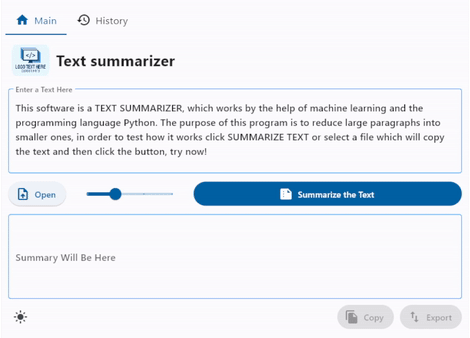 Main History
LOGO TEXT HERE
Text summarizer
Enter a Text Here
This software is a TEXT SUMMARIZER, which works by the help of machine learning and the
programming language Python. The purpose of this program is to reduce large paragraphs into
smaller ones, in order to test how it works click SUMMARIZE TEXT or select a file which will copy
the text and then click the button, try now!
Open Summarize the Text
Summary Will Be Here
Copy Export